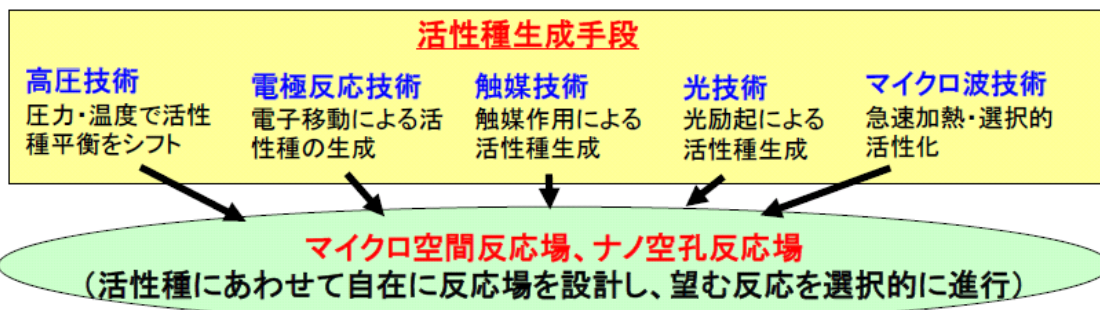 活性種生成手段
高圧技術
圧力・温度で活性
種平衡をシフト
電極反応技術
電子移動による活
性種の生成
触媒技術
触媒作用による
活性種生成
光技術
光励起による
活性種生成
マイクロ波技術
急速加熱・選択的
活性化
マイクロ空間反応場、ナノ空孔反応場
（活性種にあわせて自在に反応場を設計し、望む反応を選択的に進行）